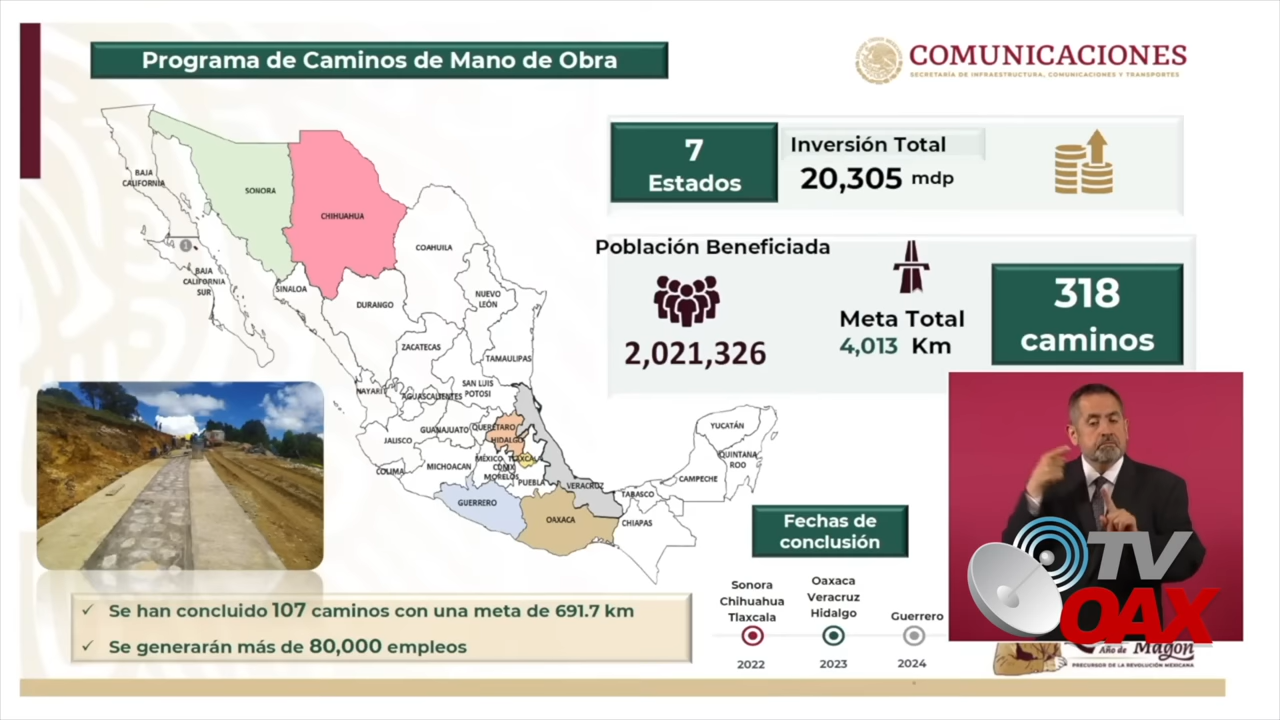 Programa de Caminos de Mano de Obra
COMUNICACIONES
SECRETARÍA DE INFRAESTRUCTURA, COMUNICACIONES Y TRANSPORTES
7
Estados
Inversión Total
20,305 mdp
Población Beneficiada
2,021,326
Meta Total
4,013 Km
318
caminos
BAJA
CALIFORNIA
SONORA
CHIHUAHUA
COAHUILA
1
BAJA
CALIFORNIA
SUR
SINALOA
DURANGO
NUEVO
LEÓN
ZACATECAS
TAMAULIPAS
NAYARIT
AGUASCALIENTES
SAN LUIS
POTOSI
GUANAJUATO
QUERÉTARO
HIDALGO
JALISCO
COLIMA
MICHOACAN
MÉXICO
TLAXCALA
CDMX
MORELOS
PUEBLA
VERACRUZ
GUERRERO
OAXACA
TABASCO
CHIAPAS
CAMPECHE
YUCATÁN
QUINTANA
ROO
✓ Se han concluido 107 caminos con una meta de 691.7 km
✓ Se generarán más de 80,000 empleos
Fechas de
conclusión
Sonora
Chihuahua
Tlaxcala
2022
Oaxaca
Veracruz
Hidalgo
2023
Guerrero
2024
TV
OAX
Año de Magón
PRECURSOR DE LA REVOLUCIÓN MEXICANA